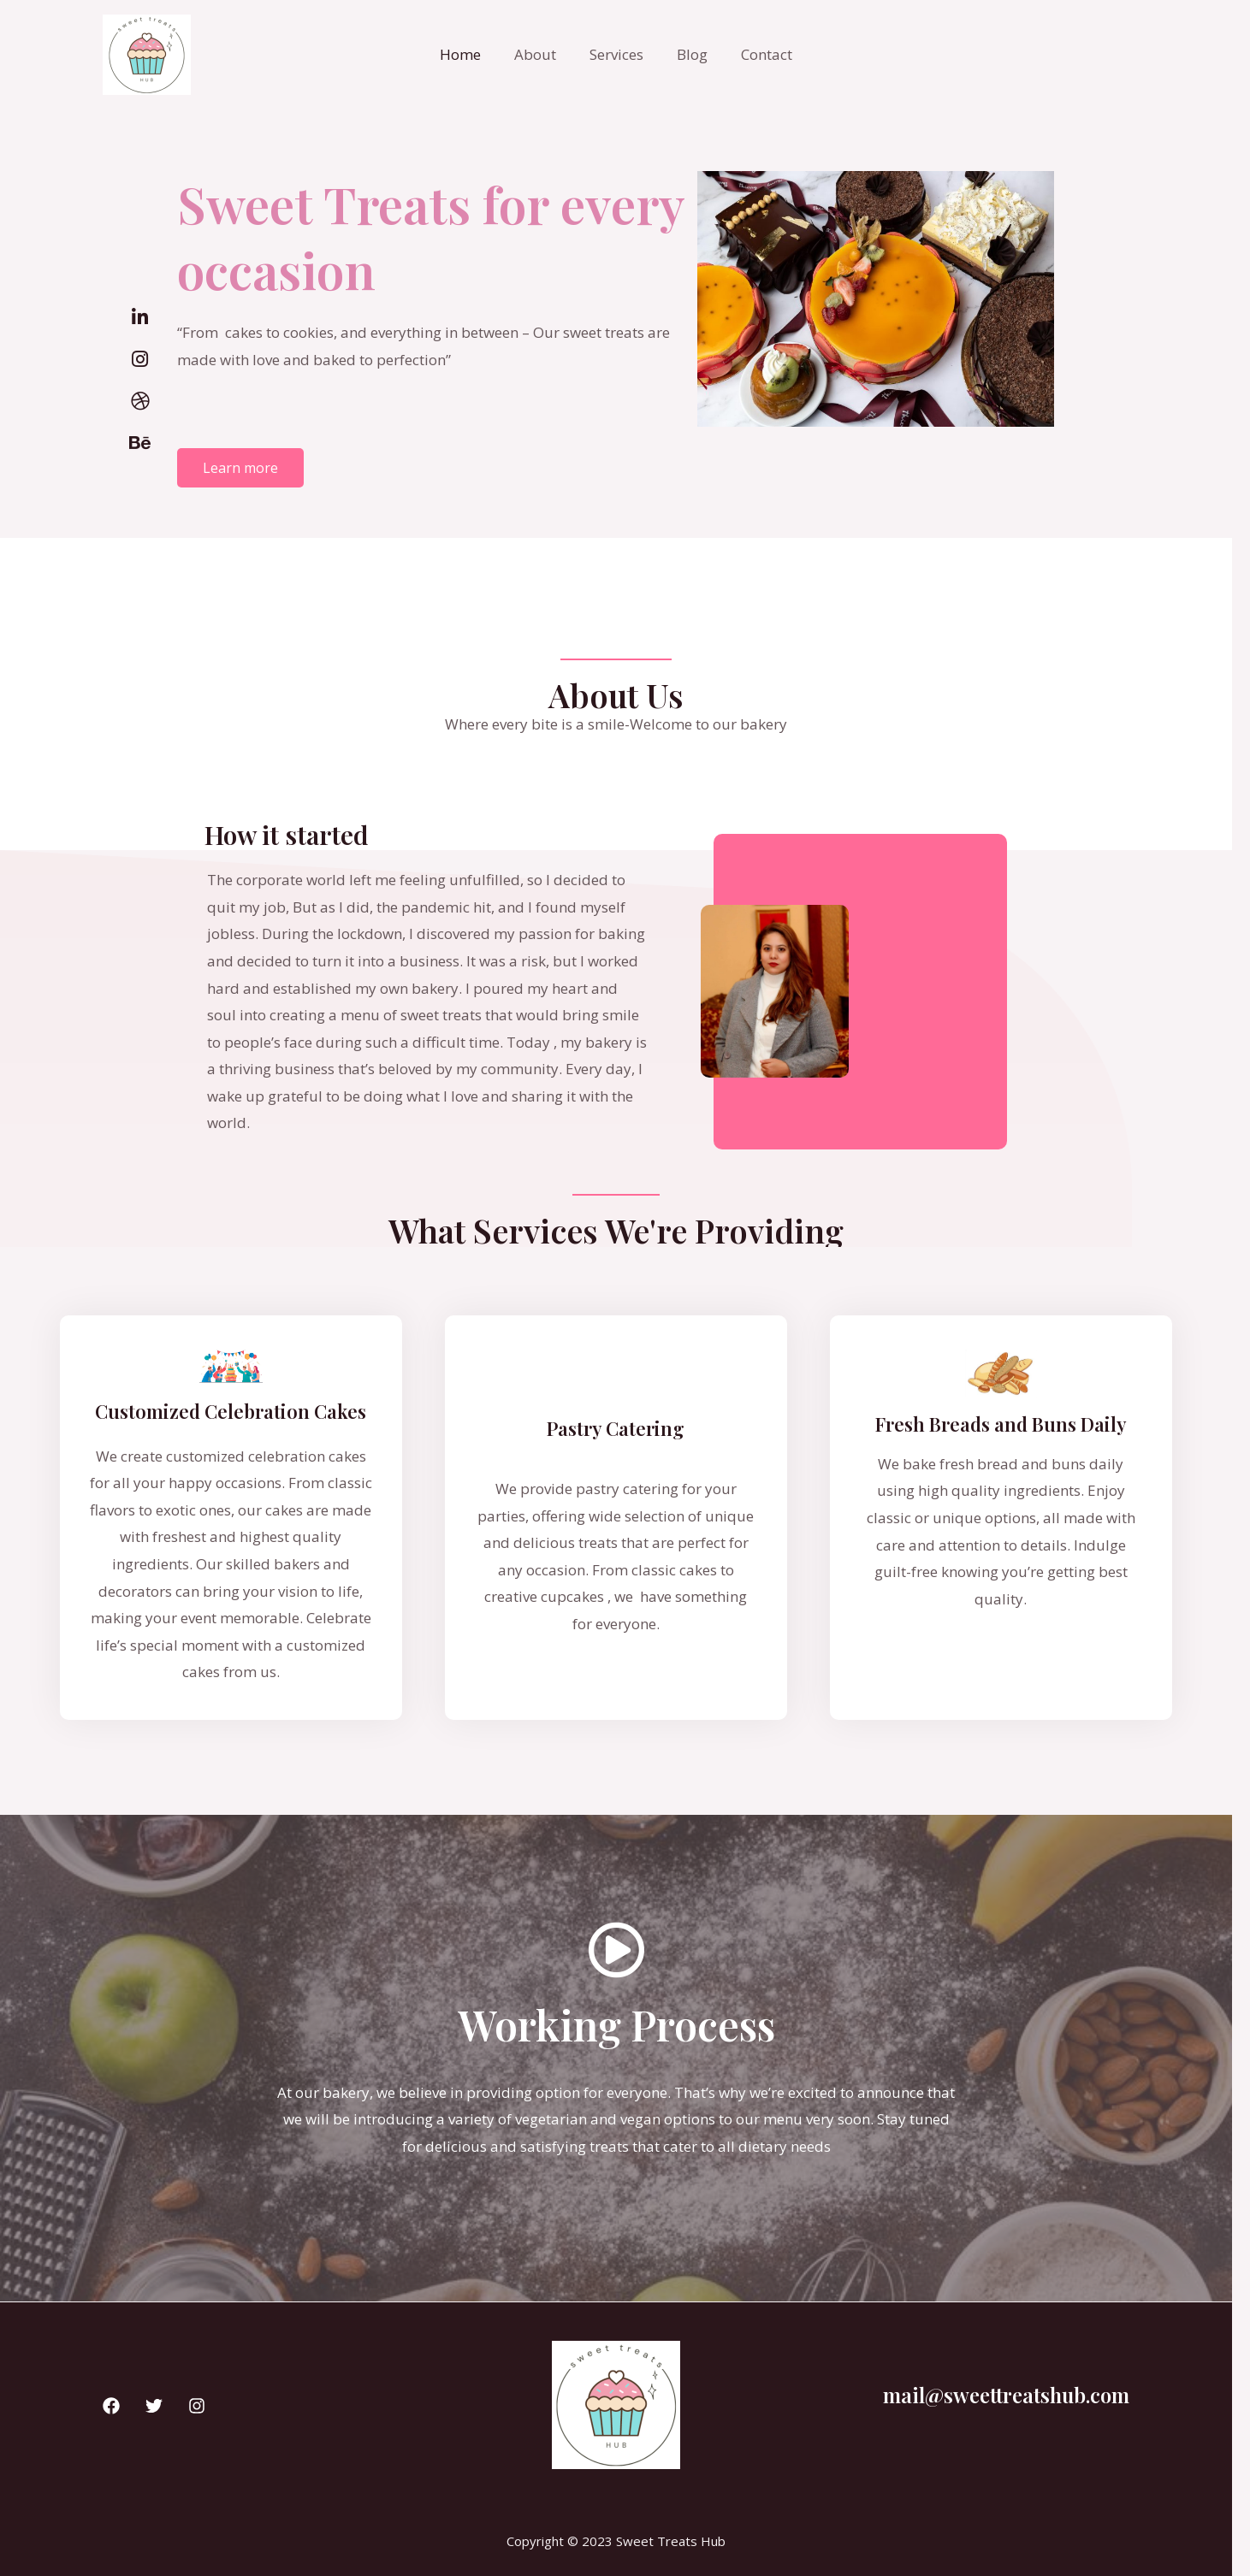 sweet treats
HUB
Home About Services Blog Contact
Sweet Treats for every
occasion
“From  cakes to cookies, and everything in between – Our sweet treats are
made with love and baked to perfection”
Learn more
About Us
Where every bite is a smile-Welcome to our bakery
How it started
The corporate world left me feeling unfulfilled, so I decided to
quit my job, But as I did, the pandemic hit, and I found myself
jobless. During the lockdown, I discovered my passion for baking
and decided to turn it into a business. It was a risk, but I worked
hard and established my own bakery. I poured my heart and
soul into creating a menu of sweet treats that would bring smile
to people’s face during such a difficult time. Today , my bakery is
a thriving business that’s beloved by my community. Every day, I
wake up grateful to be doing what I love and sharing it with the
world.
What Services We're Providing
Customized Celebration Cakes
We create customized celebration cakes
for all your happy occasions. From classic
flavors to exotic ones, our cakes are made
with freshest and highest quality
ingredients. Our skilled bakers and
decorators can bring your vision to life,
making your event memorable. Celebrate
life’s special moment with a customized
cakes from us.
Pastry Catering
We provide pastry catering for your
parties, offering wide selection of unique
and delicious treats that are perfect for
any occasion. From classic cakes to
creative cupcakes , we  have something
for everyone.
Fresh Breads and Buns Daily
We bake fresh bread and buns daily
using high quality ingredients. Enjoy
classic or unique options, all made with
care and attention to details. Indulge
guilt-free knowing you’re getting best
quality.
Working Process
At our bakery, we believe in providing option for everyone. That’s why we’re excited to announce that
we will be introducing a variety of vegetarian and vegan options to our menu very soon. Stay tuned
for delicious and satisfying treats that cater to all dietary needs
sweet treats
HUB
mail@sweettreatshub.com
Copyright © 2023 Sweet Treats Hub